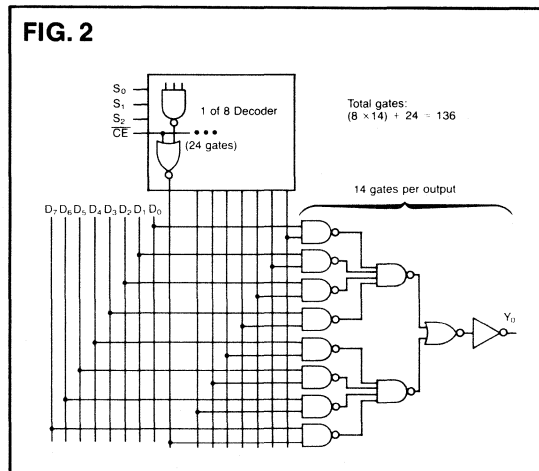 FIG. 2
S0
S1
S2
CE
1 of 8 Decoder
(24 gates)
Total gates:
(8 ×14) + 24 = 136
14 gates per output
D7 D6 D5 D4 D3 D2 D1 D0
Y0